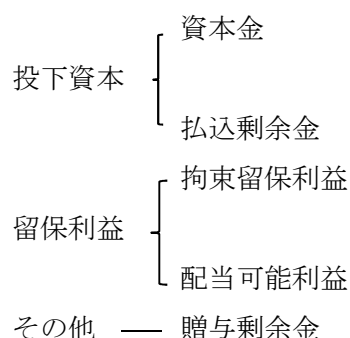 資本金
投下資本
払込剰余金
拘束留保利益
留保利益
配当可能利益
その他 ― 贈与剰余金